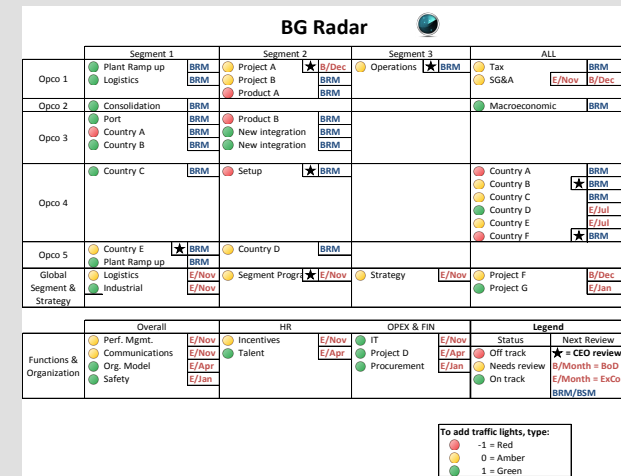 BG Radar
Segment 1 Segment 2 Segment 3 ALL
Opco 1
Plant Ramp up BRM Project A ★ B/Dec Operations ★ BRM Tax BRM
Logistics BRM Project B BRM SG&A E/Nov B/Dec
Product A BRM
Opco 2 Consolidation BRM Macroeconomic BRM
Opco 3
Port BRM Product B BRM
Country A BRM New integration BRM
Country B BRM New integration BRM
Opco 4
Country C BRM Setup ★ BRM Country A BRM
Country B ★ BRM
Country C BRM
Country D E/Jul
Country E E/Jul
Country F ★ BRM
Opco 5
Country E ★ BRM Country D BRM
Plant Ramp up BRM
Global Segment & Strategy
Logistics E/Nov Segment Progra ★ E/Nov Strategy E/Nov Project F B/Dec
Industrial E/Nov Project G E/Jan
Overall HR OPEX & FIN Legend
Functions & Organization
Perf. Mgmt. E/Nov Incentives E/Nov IT E/Nov Status Next Review
Communications E/Nov Talent E/Apr Project D E/Apr Off track ★ = CEO review
Org. Model E/Apr Procurement E/Jan Needs review B/Month = BoD
Safety E/Jan On track E/Month = ExCo
BRM/BSM
To add traffic lights, type:
-1 = Red
0 = Amber
1 = Green